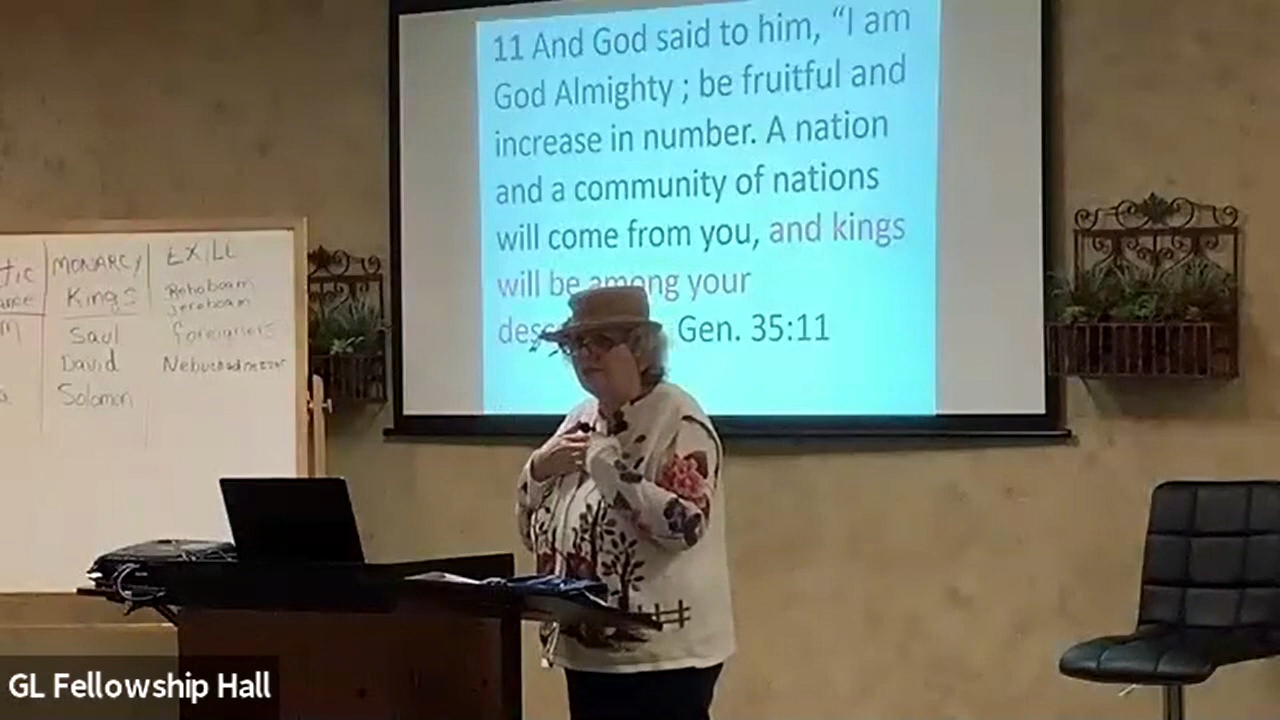 11 And God said to him, “I am
God Almighty ; be fruitful and
increase in number. A nation
and a community of nations
will come from you, and kings
will be among your
Gen. 35:11
MONARCY
EXILE
Kings
Rehoboam
Jeroboam
Saul
foreigners
David
Nebuchadnezzar
Solomon
GL Fellowship Hall